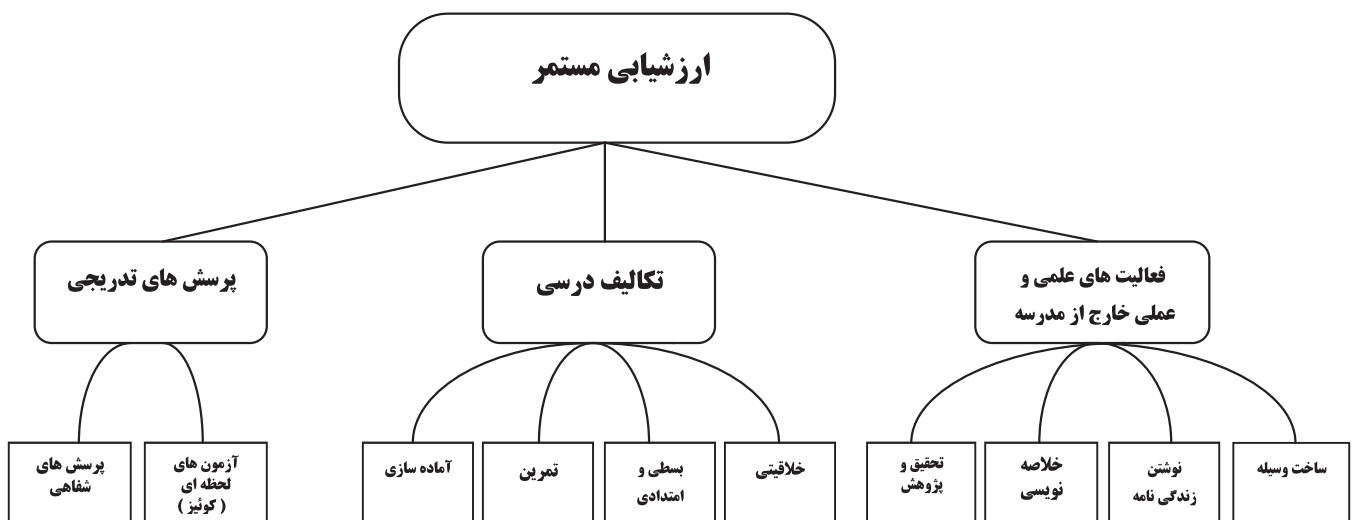 ارزشیابی مستمر
فعالیت های علمی و
عملی خارج از مدرسه
تکالیف درسی
پرسش های تدریجی
ساخت وسیله
نوشتن
زندگی نامه
خلاصه
نویسی
تحقیق و
پژوهش
خلاقیتی
بسطی و
امتدادی
تمرین
آماده سازی
آزمون های
لحظه ای
( کوئیز )
پرسش های
شفاهی